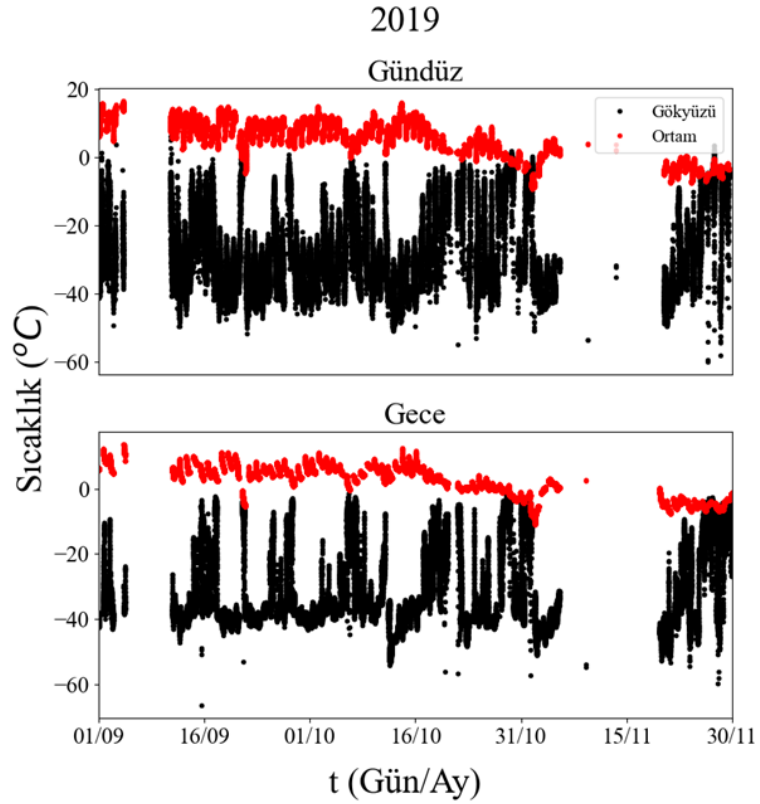 2019
Gündüz
20
0
−20
−40
−60
Gökyüzü
Ortam
Sıcaklık (°C)
Gece
0
−20
−40
−60
01/09 16/09 01/10 16/10 31/10 15/11 30/11
t (Gün/Ay)